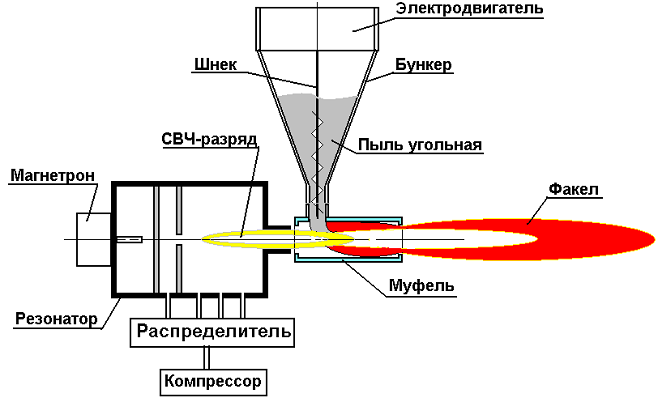 Электродвигатель
Шнек
Бункер
СВЧ-разряд
Пыль угольная
Магнетрон
Факел
Муфель
Резонатор
Распределитель
Компрессор